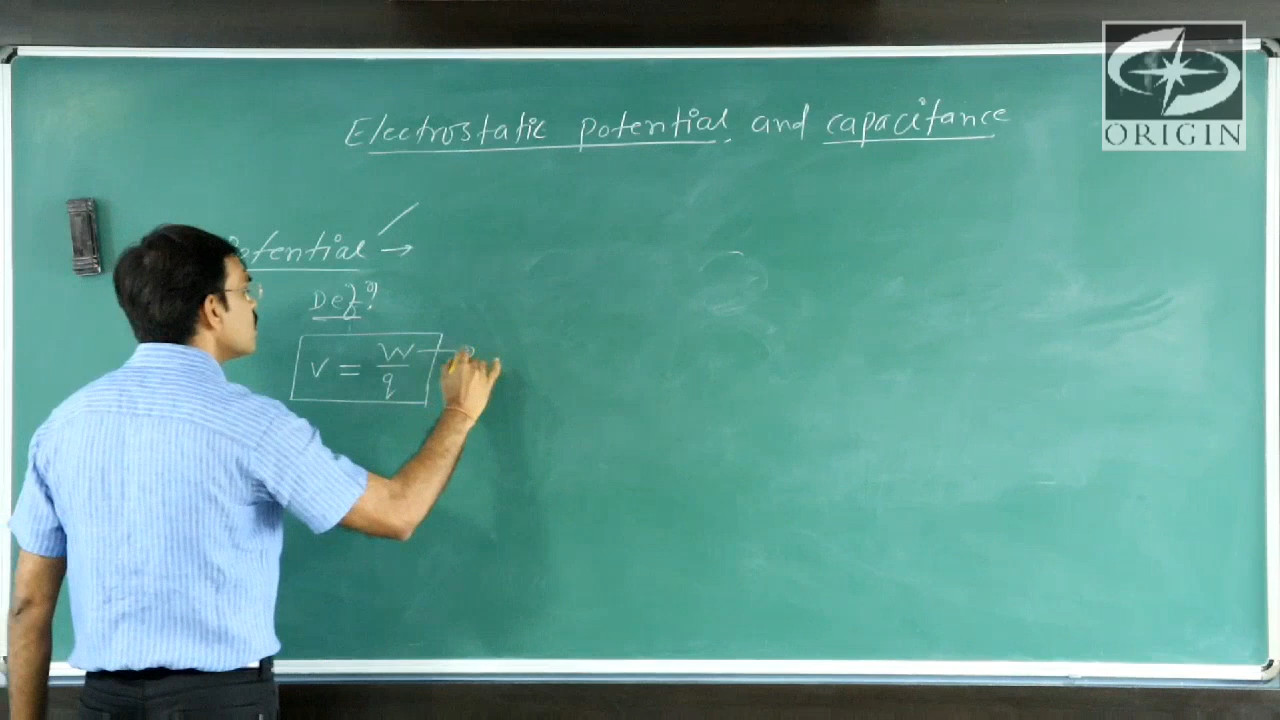 Electrostatic potential and capacitance
ORIGIN
potential →
Defⁿ
V = W/q